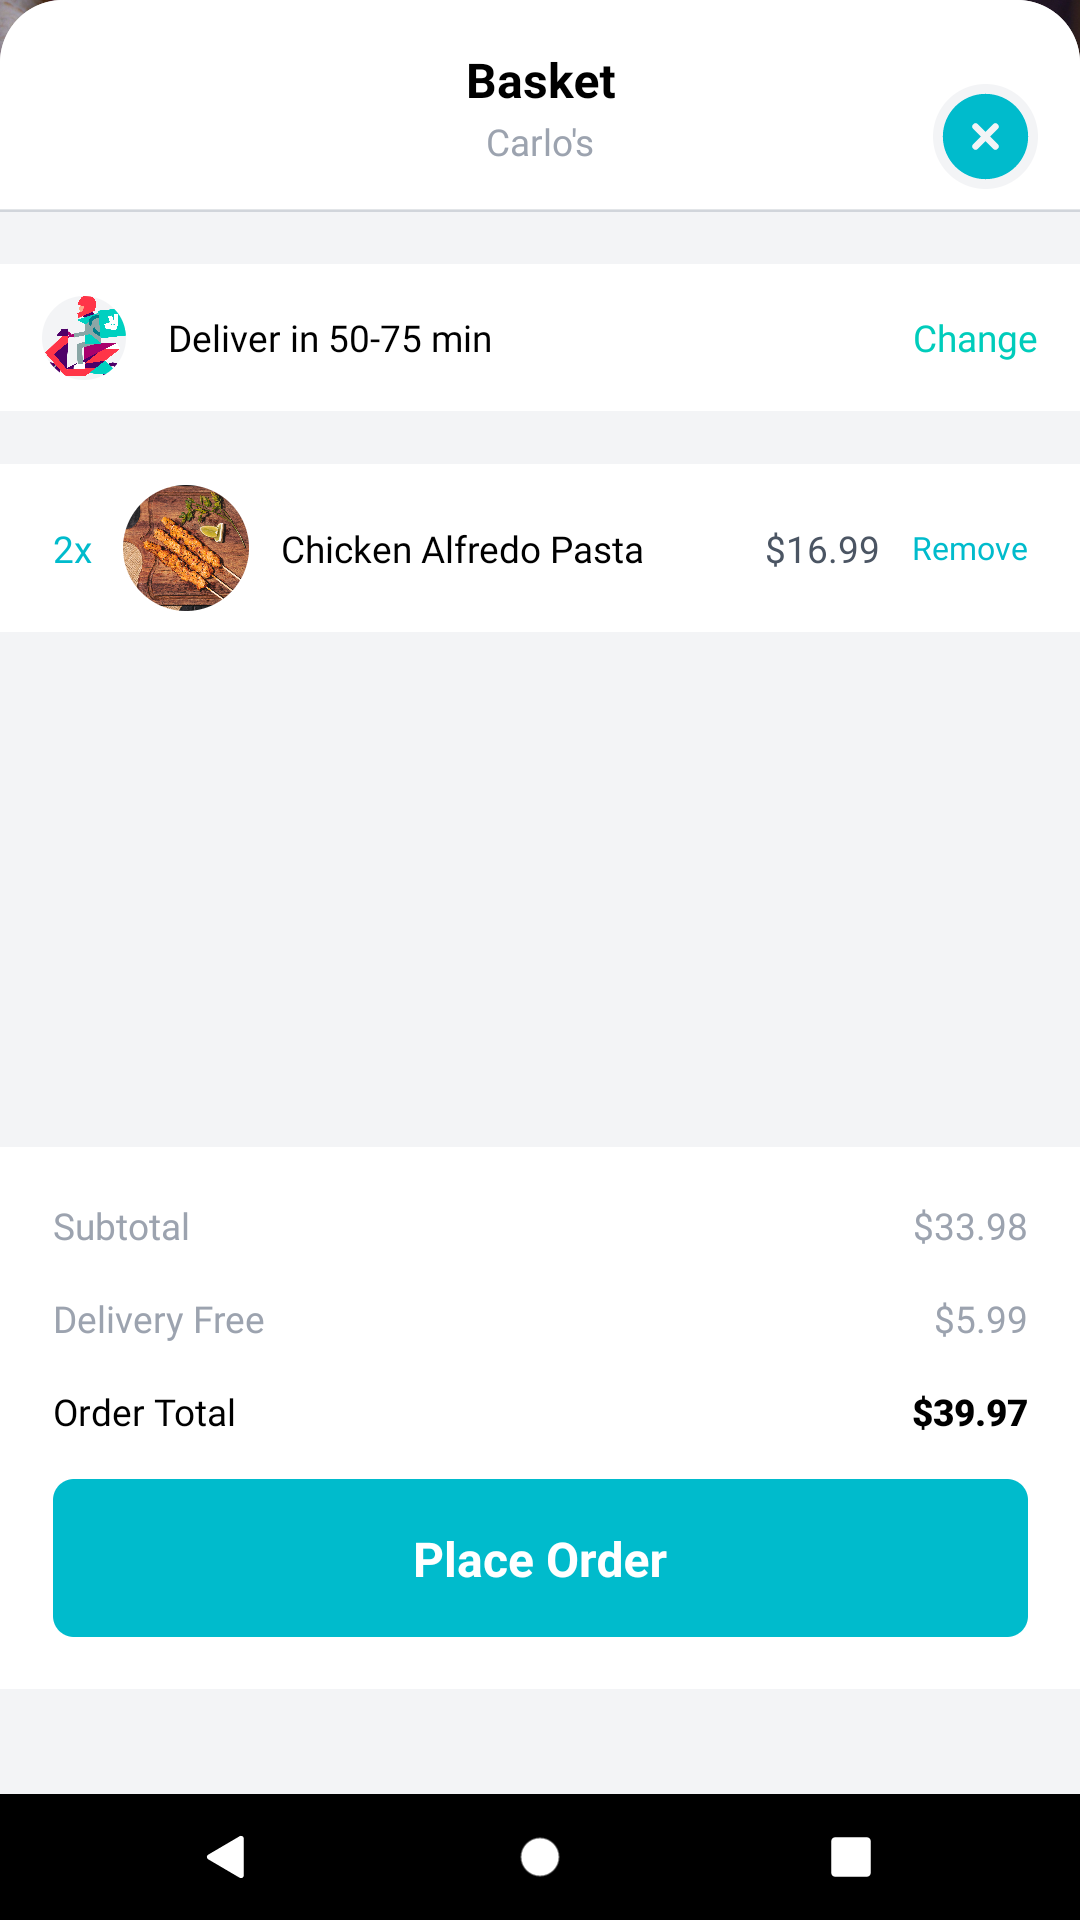 Basket
Carlo's
Deliver in 50-75 min Change
2x Chicken Alfredo Pasta $16.99 Remove
Subtotal $33.98
Delivery Free $5.99
Order Total $39.97
Place Order